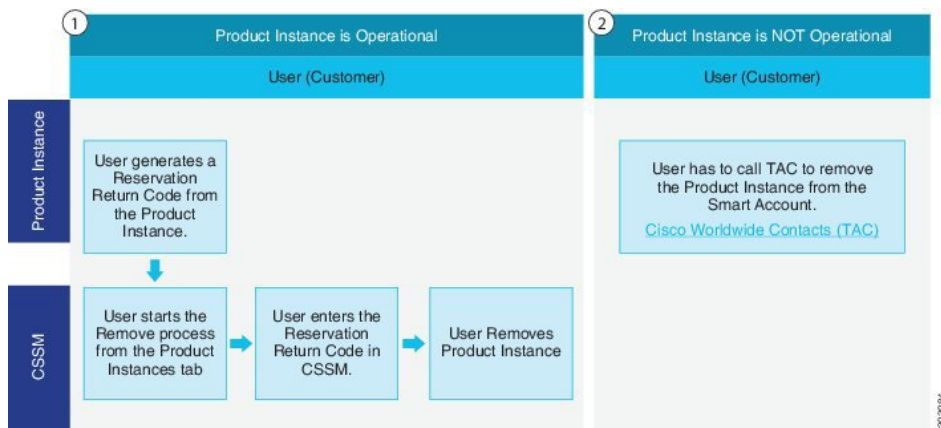 1
Product Instance is Operational
2
Product Instance is NOT Operational
User (Customer)
User (Customer)
Product Instance
User generates a
Reservation
Return Code from
the Product
Instance.
User has to call TAC to remove
the Product Instance from the
Smart Account.
Cisco Worldwide Contacts (TAC)
CSSM
User starts the
Remove process
from the Product
Instances tab
User enters the
Reservation
Return Code in
CSSM.
User Removes
Product Instance